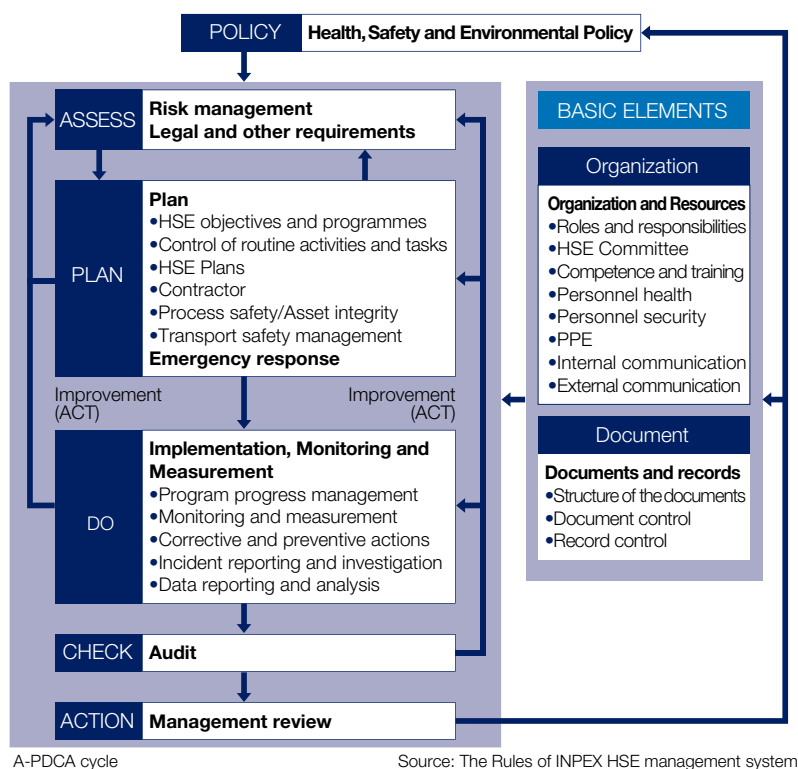 POLICY
Health, Safety and Environmental Policy
ASSESS
Risk management
Legal and other requirements
PLAN
Plan
•HSE objectives and programmes
•Control of routine activities and tasks
•HSE Plans
•Contractor
•Process safety/Asset integrity
•Transport safety management
Emergency response
Improvement
(ACT)
Improvement
(ACT)
DO
Implementation, Monitoring and
Measurement
•Program progress management
•Monitoring and measurement
•Corrective and preventive actions
•Incident reporting and investigation
•Data reporting and analysis
CHECK
Audit
ACTION
Management review
BASIC ELEMENTS
Organization
Organization and Resources
•Roles and responsibilities
•HSE Committee
•Competence and training
•Personnel health
•Personnel security
•PPE
•Internal communication
•External communication
Document
Documents and records
•Structure of the documents
•Document control
•Record control
A-PDCA cycle
Source: The Rules of INPEX HSE management system